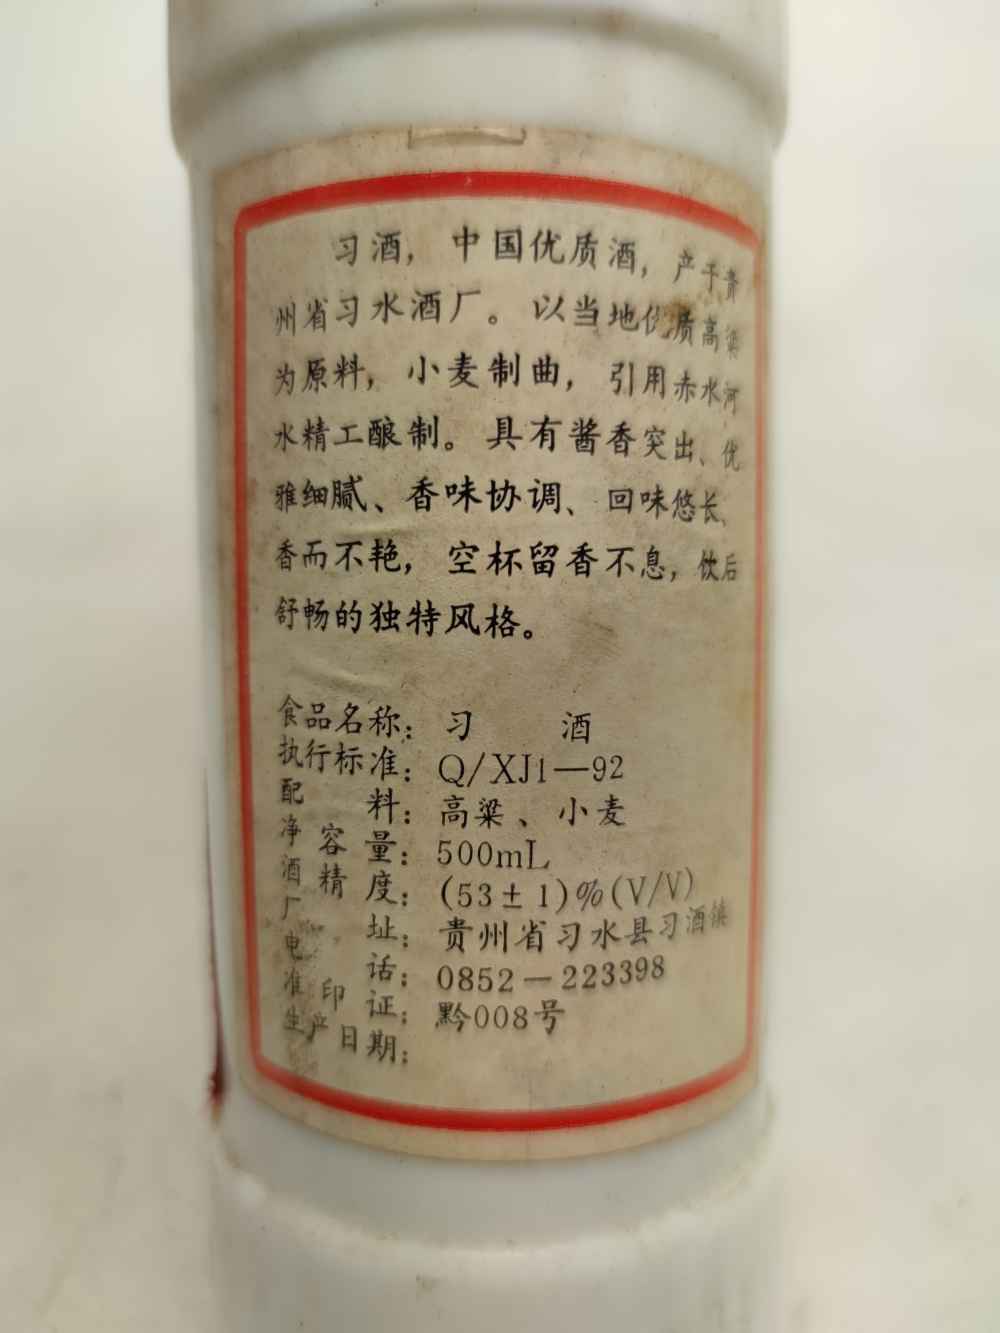 习酒，中国优质酒，产于贵
州省习水酒厂。以当地优质高粱
为原料，小麦制曲，引用赤水河
水精工酿制。具有酱香突出、优
雅细腻、香味协调、回味悠长、
香而不艳，空杯留香不息，饮后
舒畅的独特风格。
食品名称：习 酒
执行标准：Q/XJ1—92
配 料：高粱、小麦
净 容 量：500mL
酒 精 度：(53±1)%(V/V)
厂 址：贵州省习水县习酒镇
电 话：0852—223398
准 印 证：黔008号
生产日期：